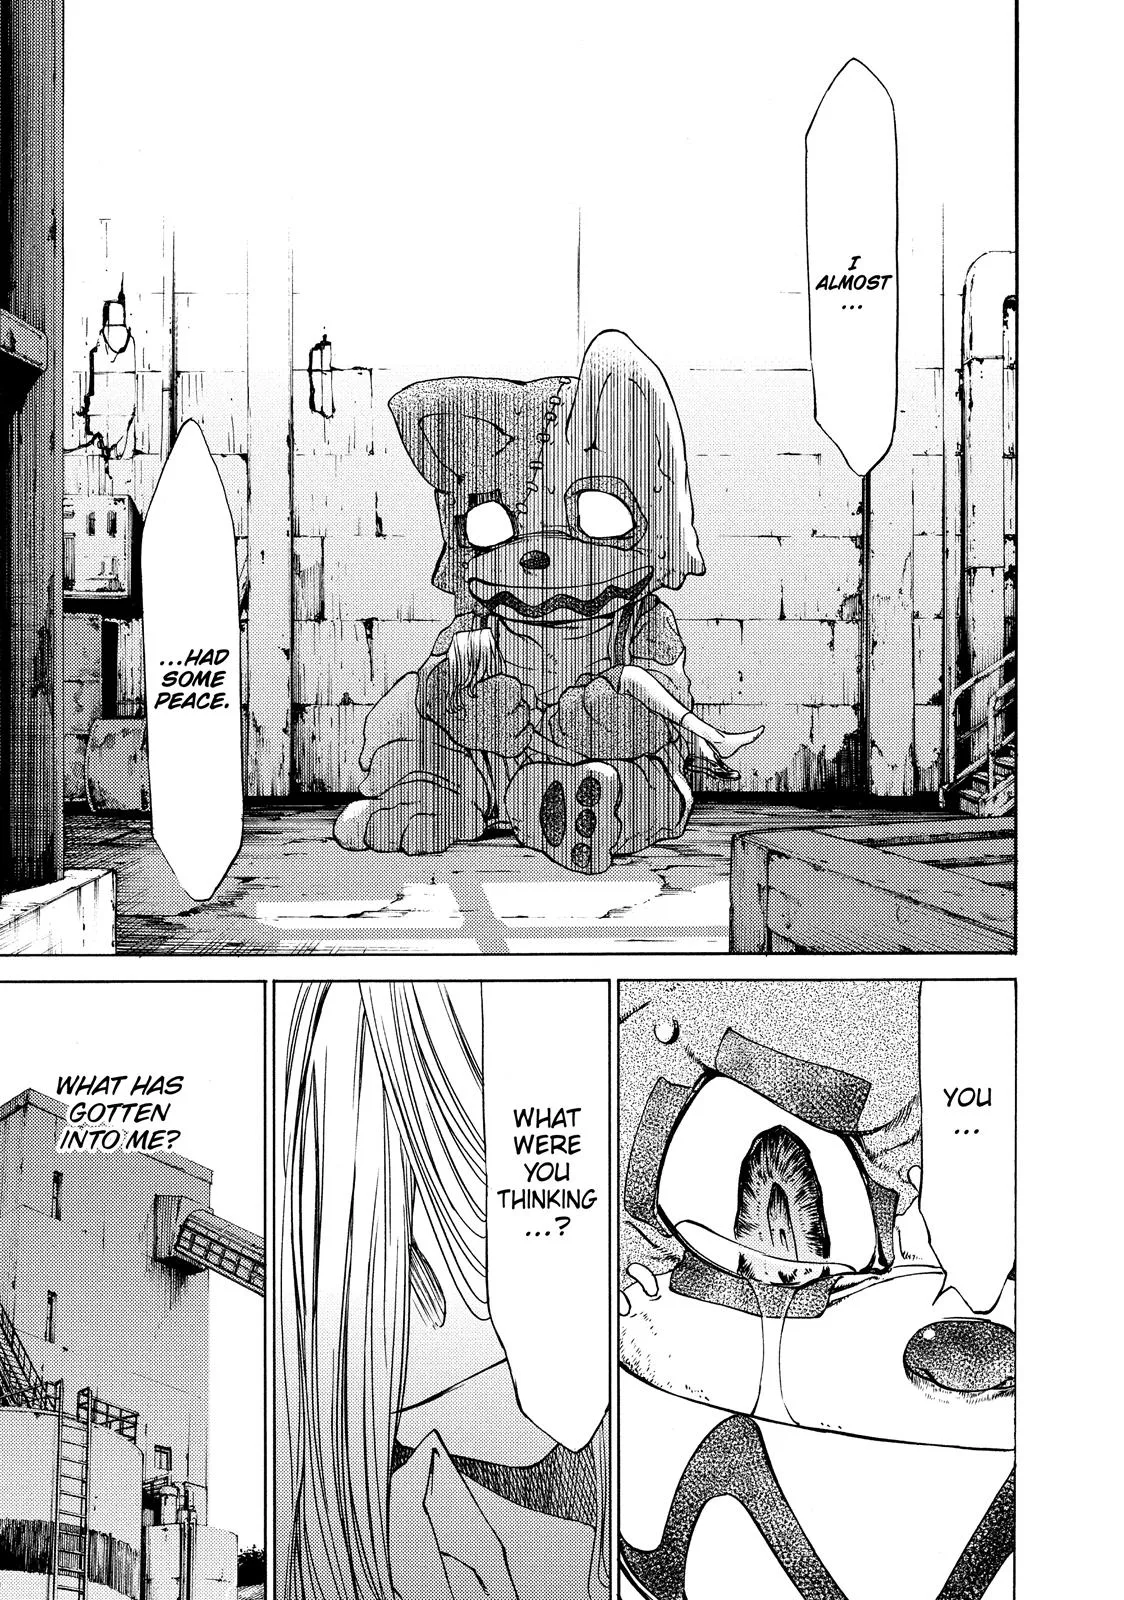 I
ALMOST
...
...HAD
SOME
PEACE.
YOU
...
WHAT
WERE
YOU
THINKING
...?
WHAT HAS
GOTTEN
INTO ME?